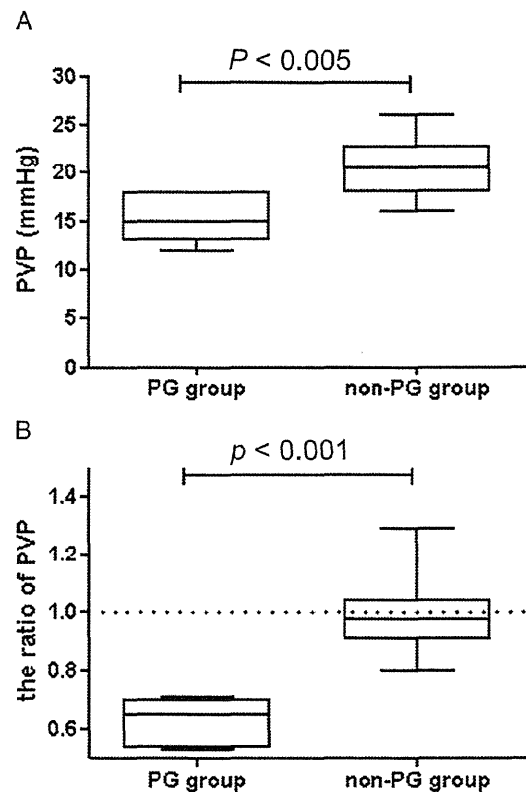 A
P < 0.005
30
25
20
15
10
5
0
PVP (mmHg)
PG group non-PG group
B
p < 0.001
1.4
1.2
1.0
0.8
0.6
the ratio of PVP
PG group non-PG group